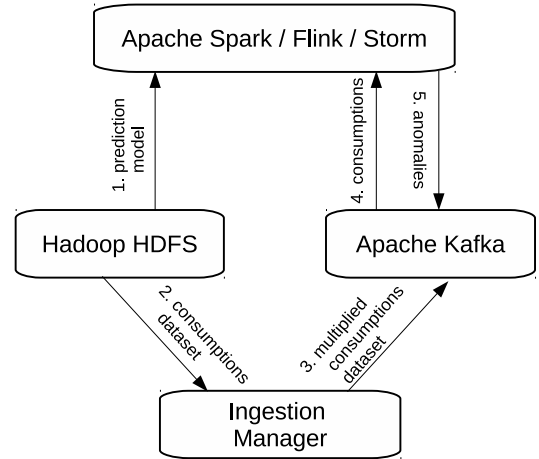 Apache Spark / Flink / Storm
1. prediction
model
4. consumptions
5. anomalies
Hadoop HDFS
Apache Kafka
2. consumptions
dataset
3. multiplied
consumptions
dataset
Ingestion
Manager